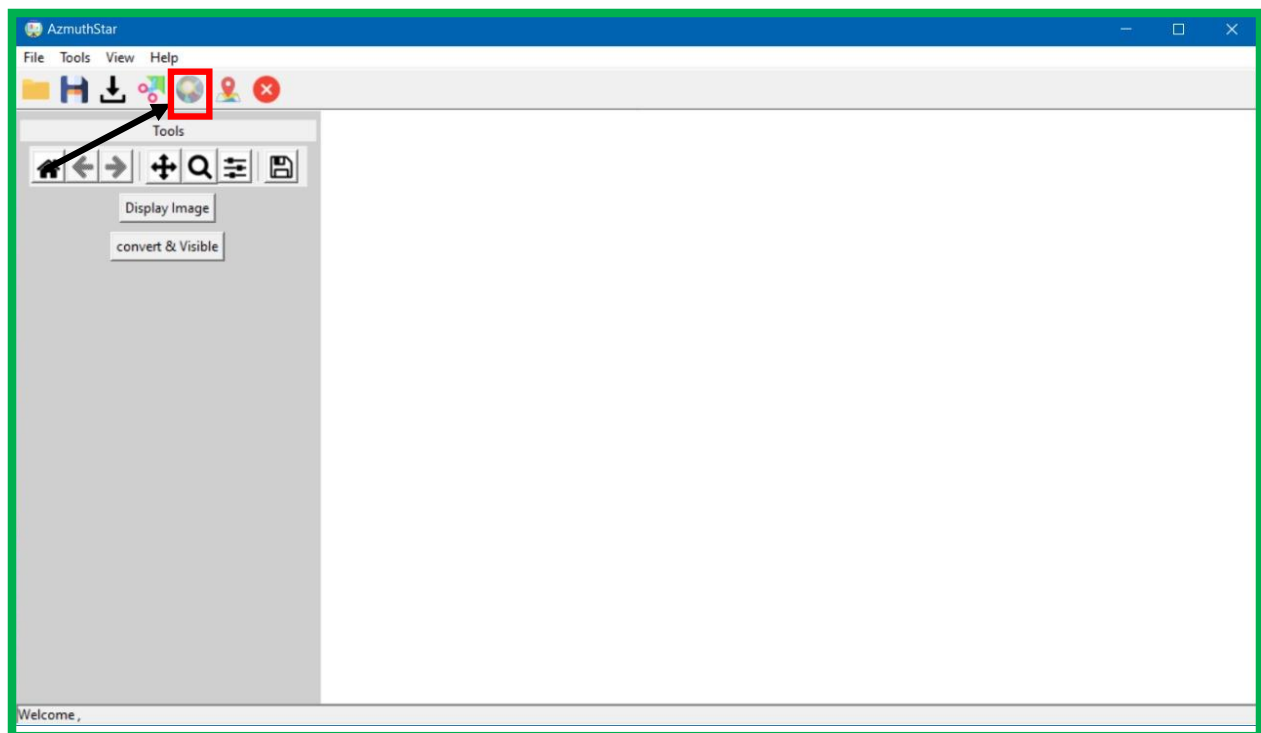 AzmuthStar
File Tools View Help
Tools
Display Image
convert & Visible
Welcome ,